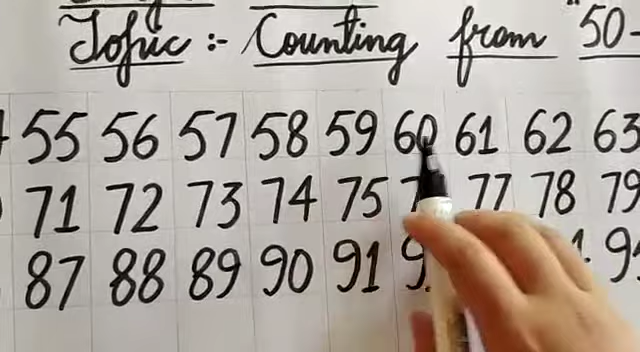 Topic :- Counting from "50-
55 56 57 58 59 60 61 62 63
71 72 73 74 75 77 78 79
87 88 89 90 91